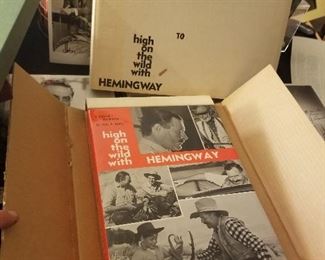 high
on
the
wild
with
HEMINGWAY
TO
high
on
the
wild
with
HEMINGWAY